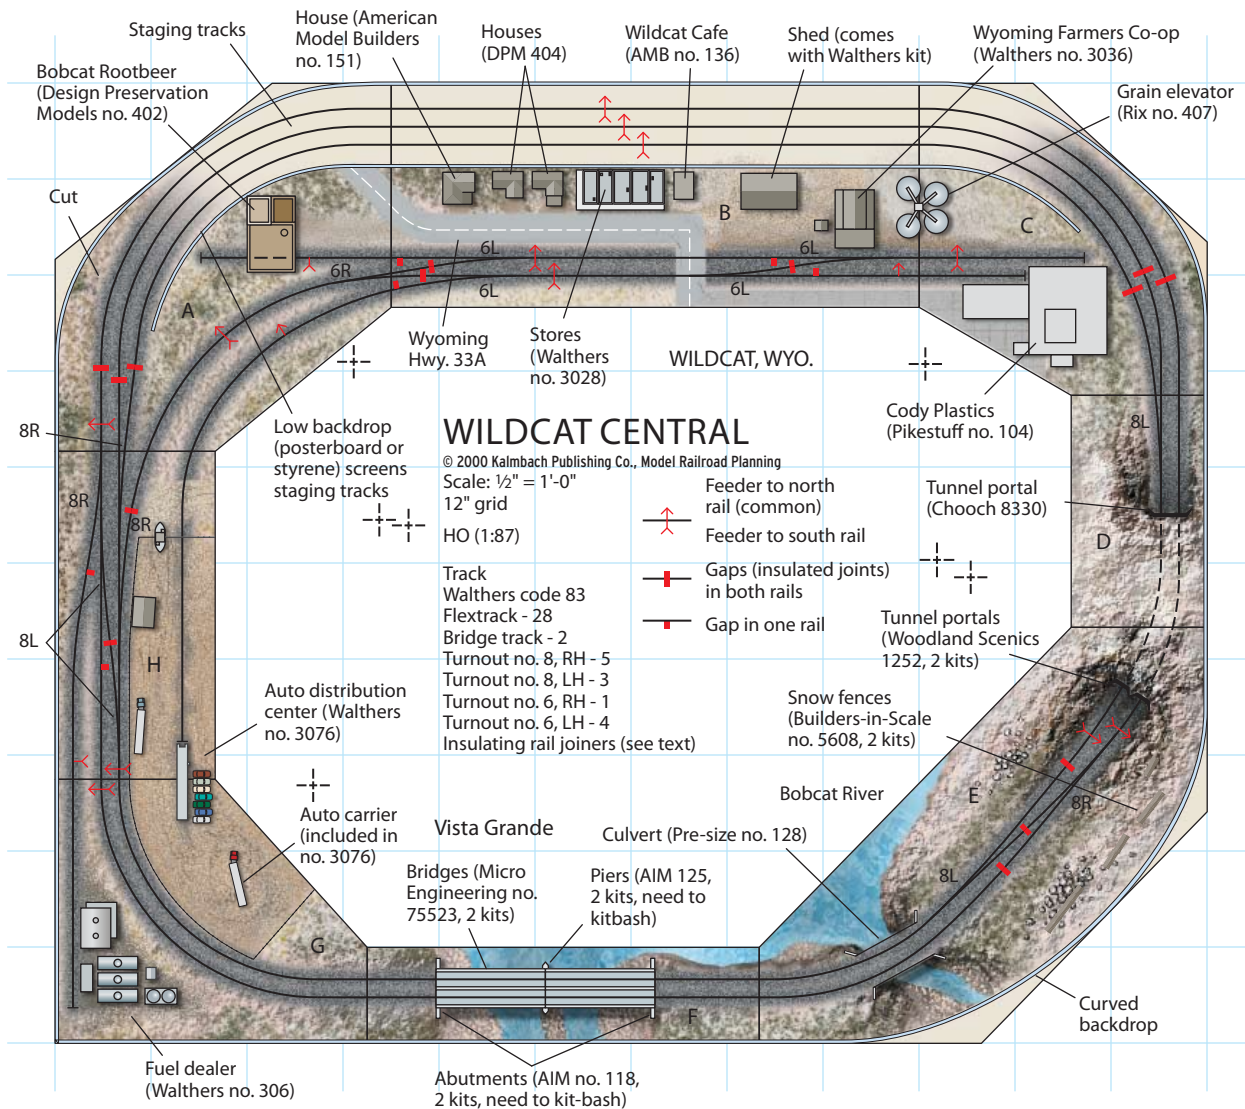 Staging tracks
House (American
Model Builders
no. 151)
Houses
(DPM 404)
Wildcat Cafe
(AMB no. 136)
Shed (comes
with Walthers kit)
Wyoming Farmers Co-op
(Walthers no. 3036)
Bobcat Rootbeer
(Design Preservation
Models no. 402)
Grain elevator
(Rix no. 407)
Cut
B
C
6L
6L
6R
6L
6L
A
Wyoming
Hwy. 33A
Stores
(Walthers
no. 3028)
WILDCAT, WYO.
Cody Plastics
(Pikestuff no. 104)
8R
8L
Low backdrop
(posterboard or
styrene) screens
staging tracks
WILDCAT CENTRAL
© 2000 Kalmbach Publishing Co., Model Railroad Planning
Scale: ½" = 1'-0"
12" grid
HO (1:87)
Feeder to north
rail (common)
Feeder to south rail
Gaps (insulated joints)
in both rails
Gap in one rail
Tunnel portal
(Chooch 8330)
8R
8R
D
Track
Walthers code 83
Flextrack - 28
Bridge track - 2
Turnout no. 8, RH - 5
Turnout no. 8, LH - 3
Turnout no. 6, RH - 1
Turnout no. 6, LH - 4
Insulating rail joiners (see text)
Tunnel portals
(Woodland Scenics
1252, 2 kits)
8L
H
Auto distribution
center (Walthers
no. 3076)
Snow fences
(Builders-in-Scale
no. 5608, 2 kits)
Auto carrier
(included in
no. 3076)
Vista Grande
Bobcat River
E
8R
Culvert (Pre-size no. 128)
Bridges (Micro
Engineering no.
75523, 2 kits)
Piers (AIM 125,
2 kits, need to
kitbash)
8L
G
F
Curved
backdrop
Fuel dealer
(Walthers no. 306)
Abutments (AIM no. 118,
2 kits, need to kit-bash)